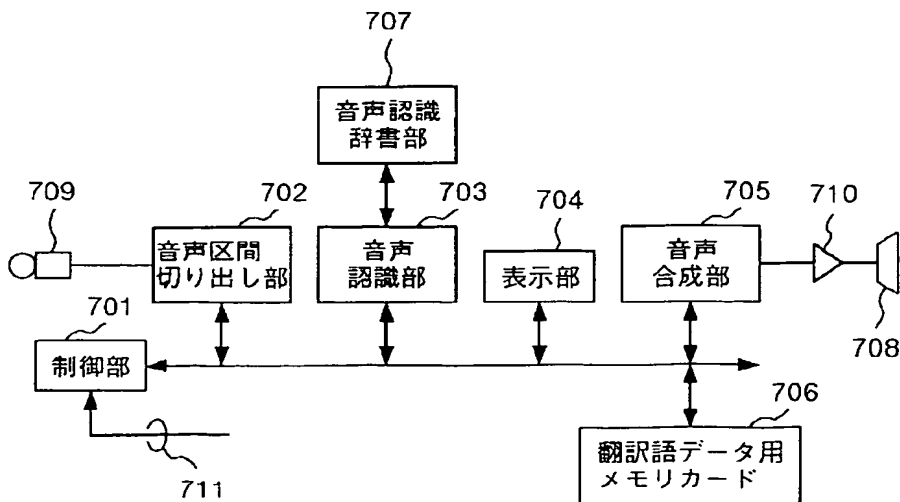 707
音声認識
辞書部
709
702
703
704
705
710
音声区間
切り出し部
音声
認識部
表示部
音声
合成部
701
708
制御部
706
翻訳語データ用
メモリカード
711